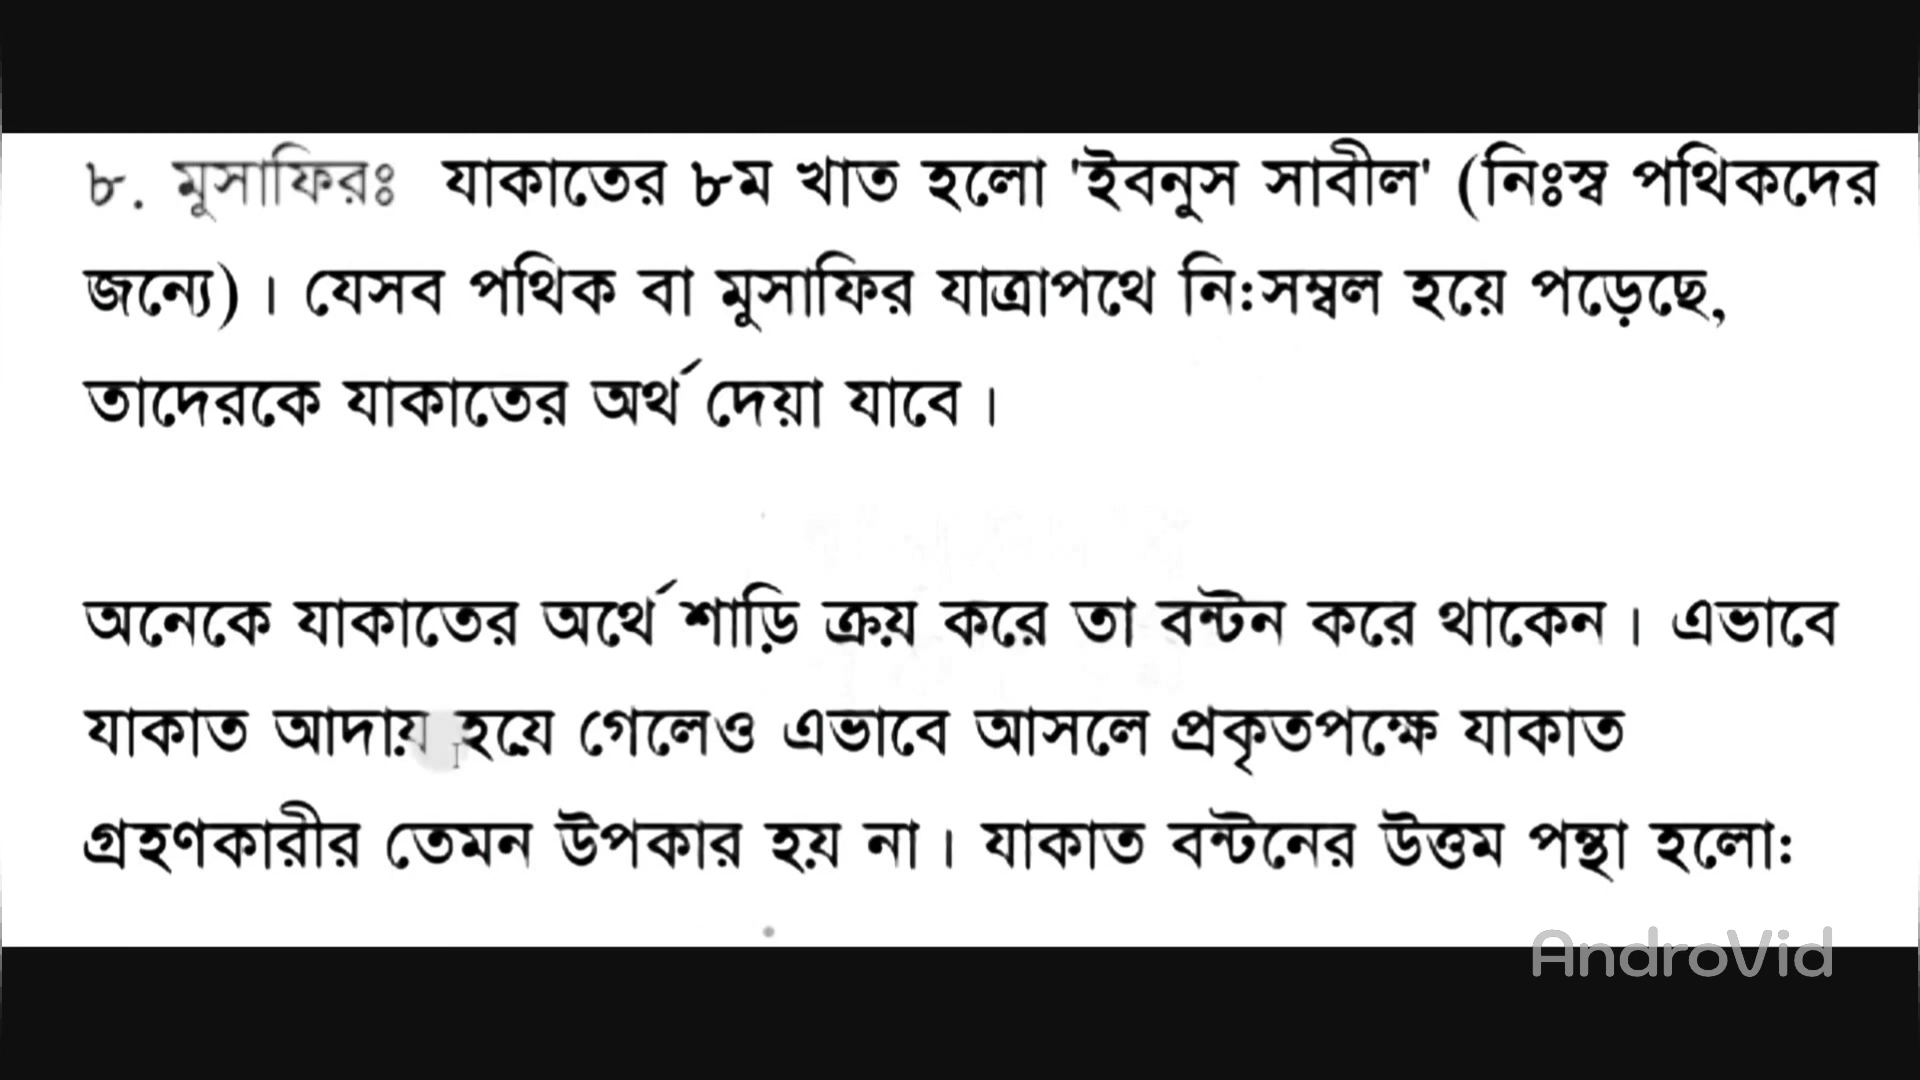 ৮. মুসাফিরঃ যাকাতের ৮ম খাত হলো 'ইবনুস সাবীল' (নিঃস্ব পথিকদের
জন্যে)। যেসব পথিক বা মুসাফির যাত্রাপথে নি:সম্বল হয়ে পড়েছে,
তাদেরকে যাকাতের অর্থ দেয়া যাবে।
অনেকে যাকাতের অর্থে শাড়ি ক্রয় করে তা বন্টন করে থাকেন। এভাবে
যাকাত আদায় হয়ে গেলেও এভাবে আসলে প্রকৃতপক্ষে যাকাত
গ্রহণকারীর তেমন উপকার হয় না। যাকাত বন্টনের উত্তম পন্থা হলো:
AndroVid